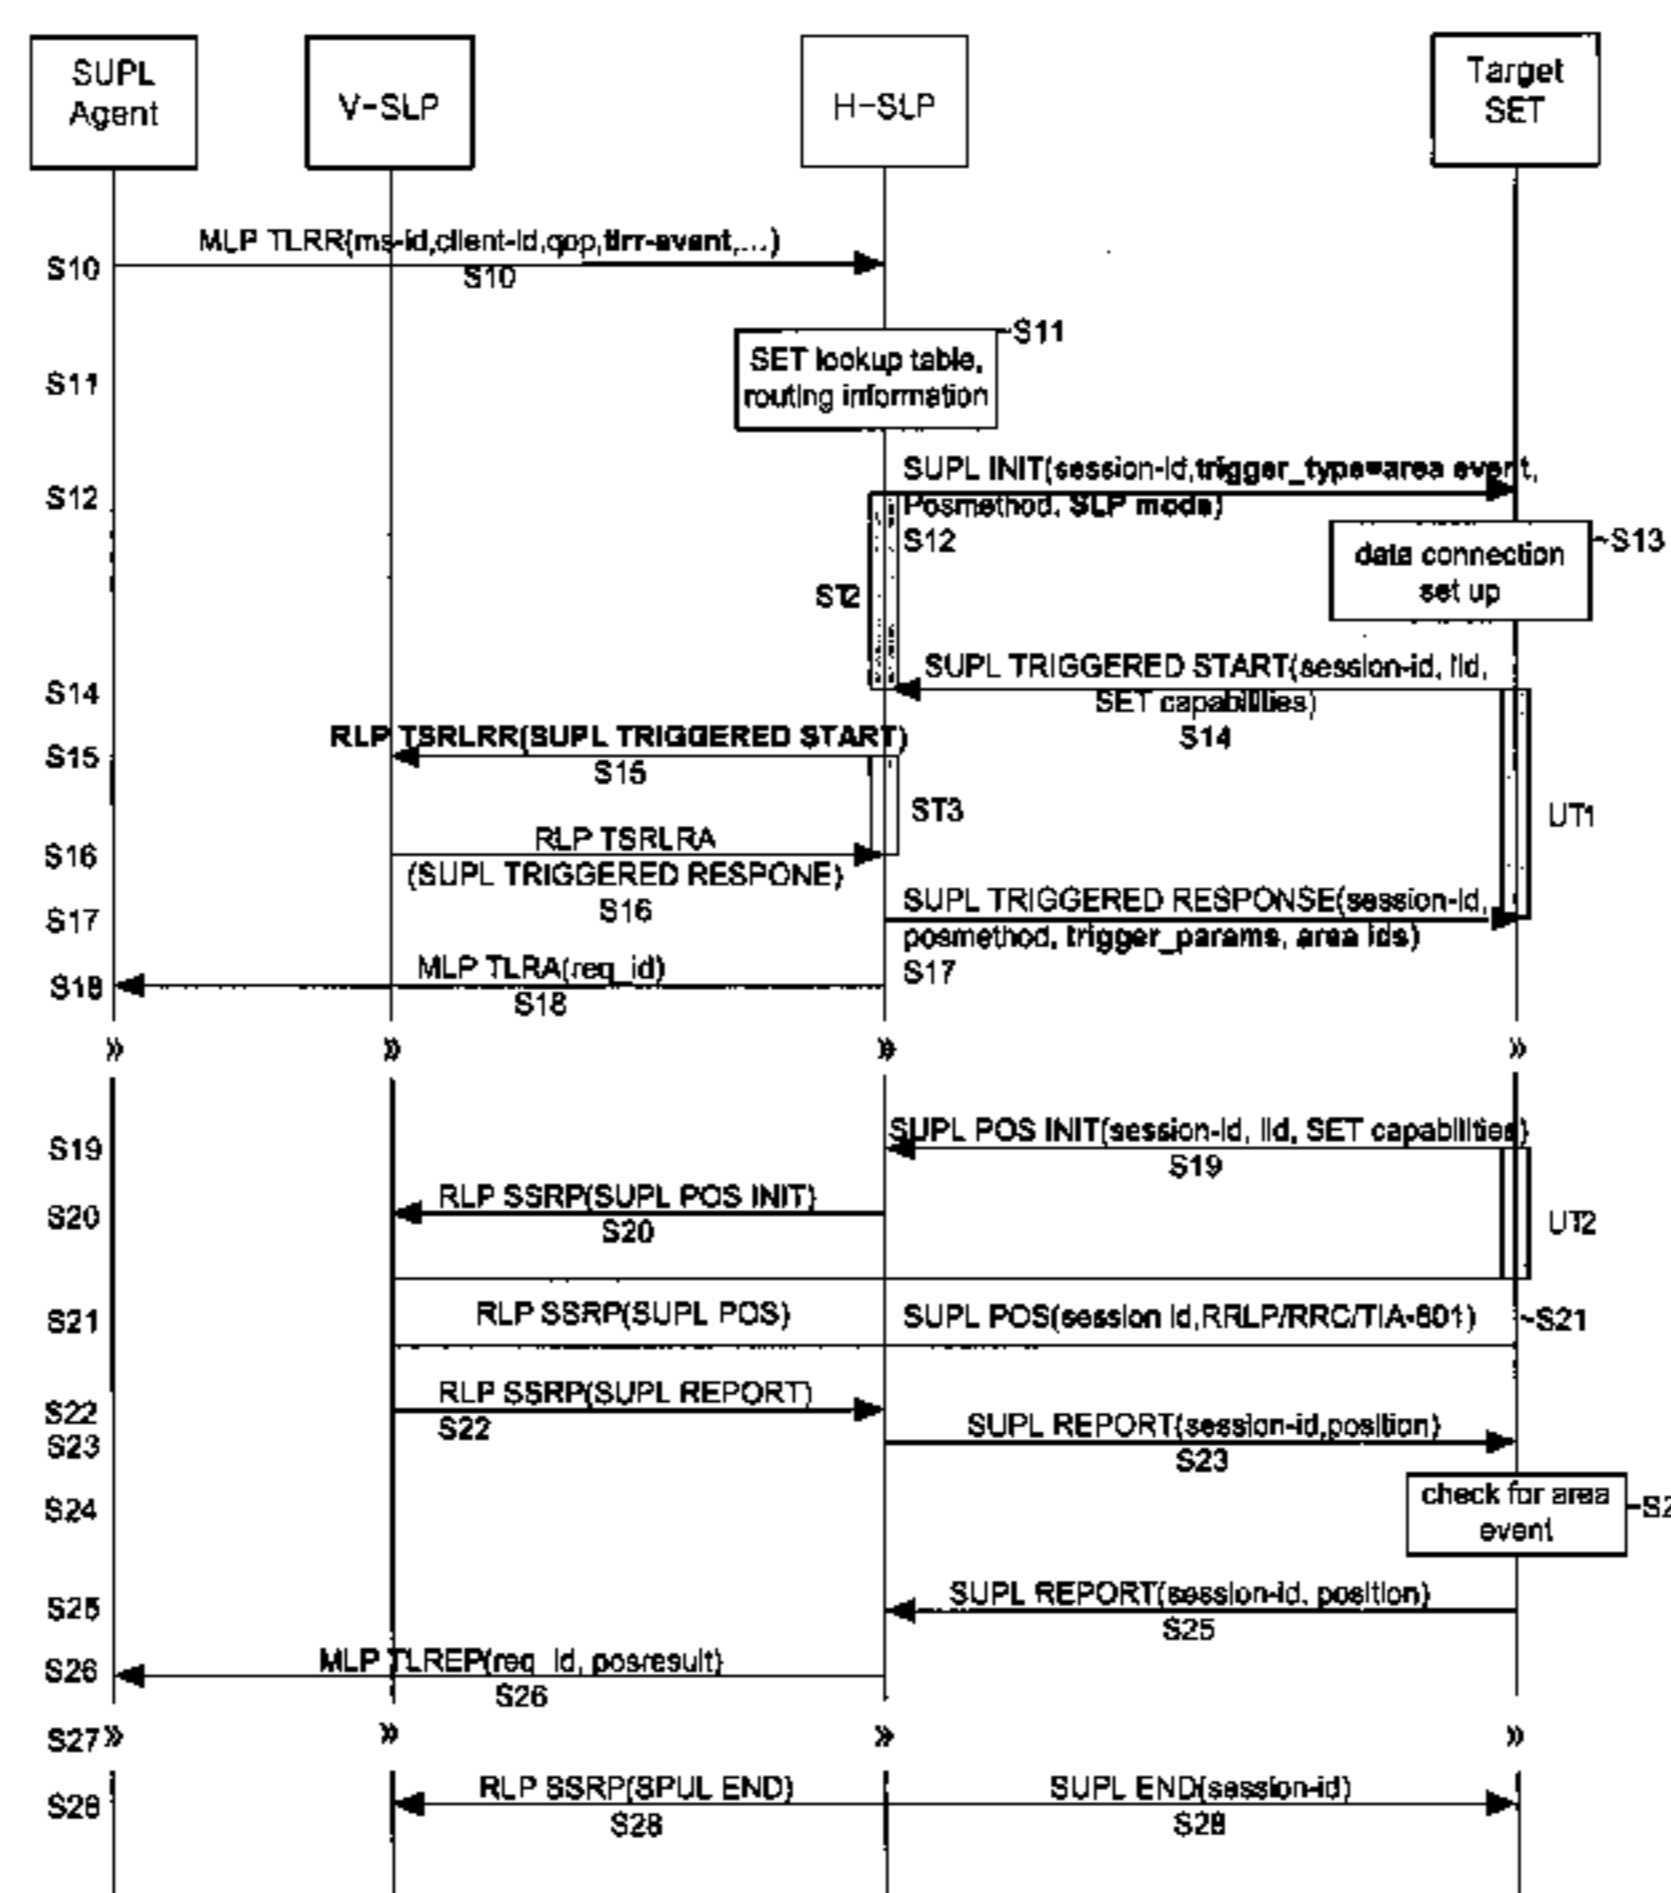 SUPL
Agent
V-SLP
H-SLP
Target
SET
MLP TLRR(ms-id,client-id,qop,tlrr-event,...)
S10
S10
S11
SET lookup table,
routing information
S11
SUPL INIT(session-id,trigger_type=area event,
S12
Posmethod, SLP mode)
S12
S13
data connection
set up
ST2
SUPL TRIGGERED START(session-id, lid,
S14
SET capabilities)
S14
RLP TSRLRR(SUPL TRIGGERED START)
S15
S15
ST3
UT1
RLP TSRLRA
S16
(SUPL TRIGGERED RESPONE)
S16
SUPL TRIGGERED RESPONSE(session-id,
S17
posmethod, trigger_params, area ids)
S17
MLP TLRA(req_id)
S18
S18
» » » »
SUPL POS INIT(session-id, lid, SET capabilities)
S19
S19
RLP SSRP(SUPL POS INIT)
S20
S20
UT2
S21
RLP SSRP(SUPL POS)
SUPL POS(session id,RRLP/RRC/TIA-801)
S21
RLP SSRP(SUPL REPORT)
S22
S22
SUPL REPORT(session-id,position)
S23
S23
check for area
event
S24
SUPL REPORT(session-id, position)
S25
S25
MLP TLREP(req_id, posresult)
S26
S26
S27 » » » »
RLP SSRP(SPUL END)
SUPL END(session-id)
S28
S28
S28